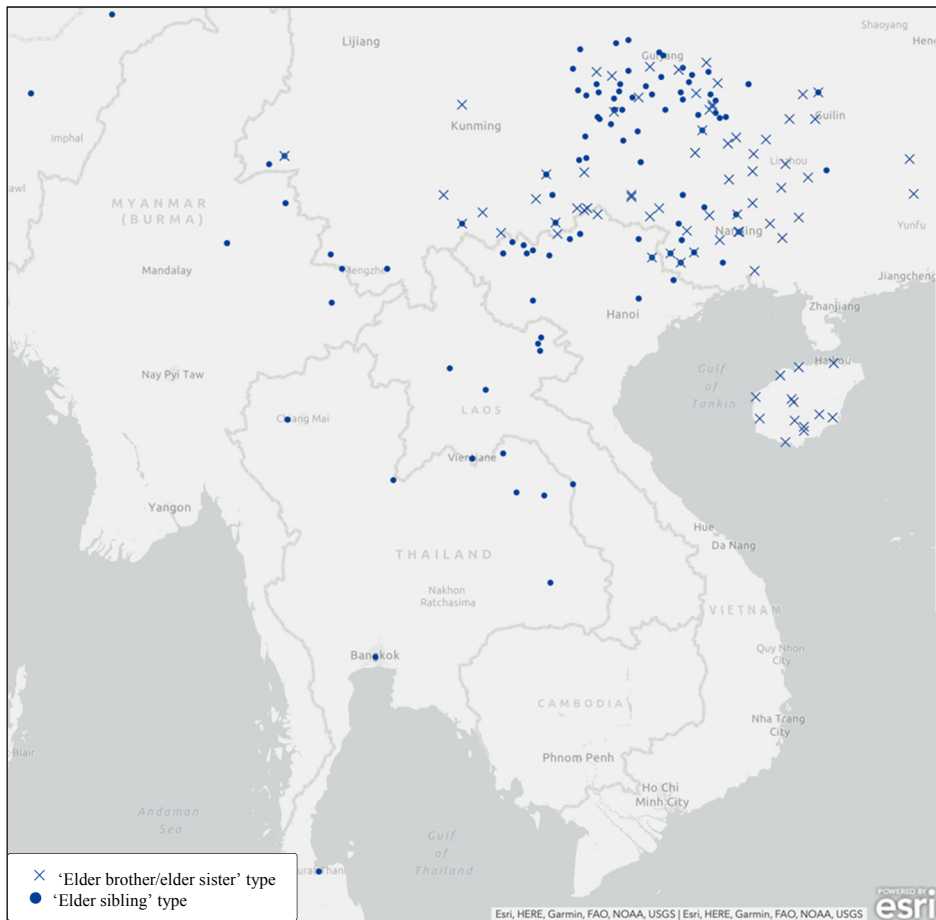 Shaoyang
Lijiang
Heng
Guiyang
Guilin
Kunming
Imphal
Liuzhou
awl
MYANMAR
(BURMA)
Yunfu
Nanning
Mandalay
Mengzhe
Jiangcheng
Zhanjiang
Hanoi
Haikou
Nay Pyi Taw
Gulf
of
Tonkin
LAOS
Chiang Mai
Vientiane
Yangon
Hue
Da Nang
THAILAND
Nakhon
Ratchasima
VIETNAM
Quy Nhon
City
Bangkok
CAMBODIA
Nha Trang
City
Blair
Phnom Penh
Ho Chi
Minh City
Andaman
Sea
Gulf
of
Thailand
‘Elder brother/elder sister’ type
‘Elder sibling’ type
POWERED BY
esri
Esri, HERE, Garmin, FAO, NOAA, USGS | Esri, HERE, Garmin, FAO, NOAA, USGS